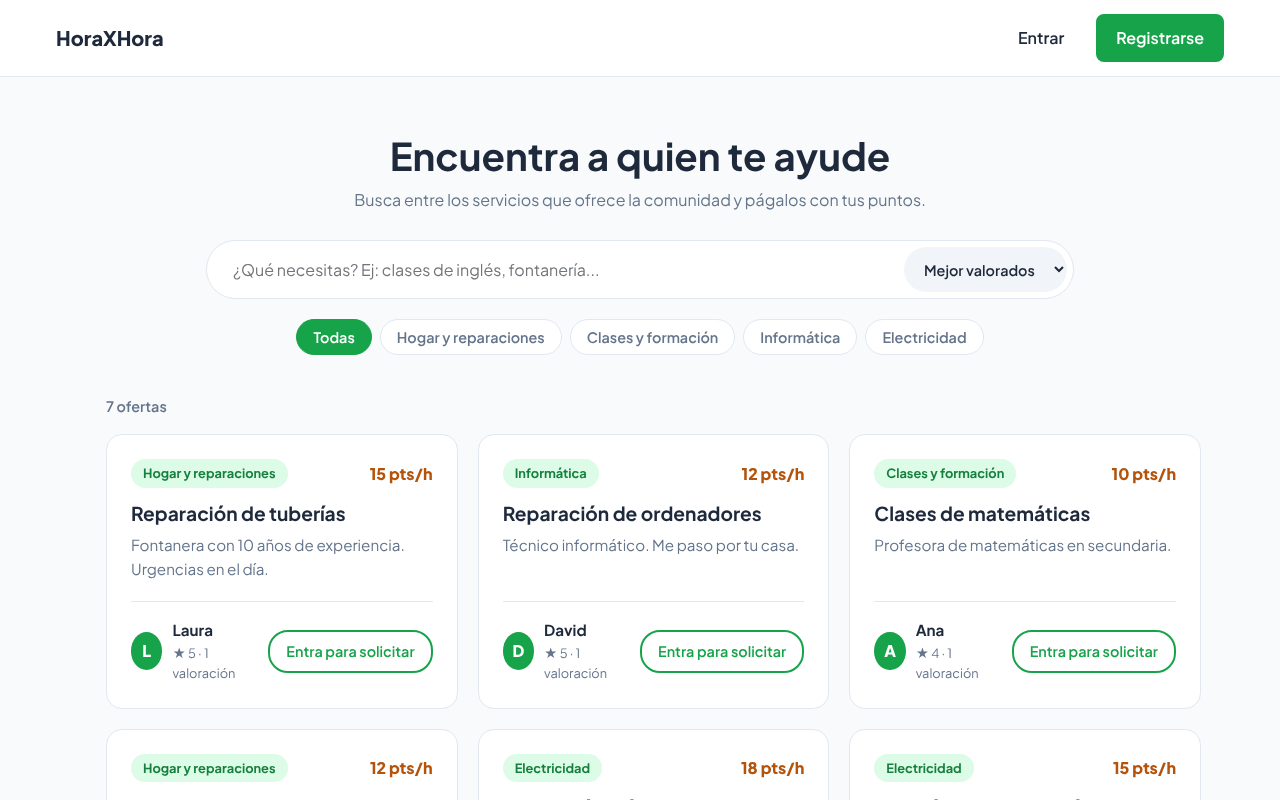 HoraXHora
Entrar
Registrarse
Encuentra a quien te ayude
Busca entre los servicios que ofrece la comunidad y págalos con tus puntos.
¿Qué necesitas? Ej: clases de inglés, fontanería...
Mejor valorados
Todas
Hogar y reparaciones
Clases y formación
Informática
Electricidad
7 ofertas
Hogar y reparaciones
15 pts/h
Reparación de tuberías
Fontanera con 10 años de experiencia.
Urgencias en el día.
L
Laura
★ 5 · 1
valoración
Entra para solicitar
Informática
12 pts/h
Reparación de ordenadores
Técnico informático. Me paso por tu casa.
D
David
★ 5 · 1
valoración
Entra para solicitar
Clases y formación
10 pts/h
Clases de matemáticas
Profesora de matemáticas en secundaria.
A
Ana
★ 4 · 1
valoración
Entra para solicitar
Hogar y reparaciones
12 pts/h
Electricidad
18 pts/h
Electricidad
15 pts/h